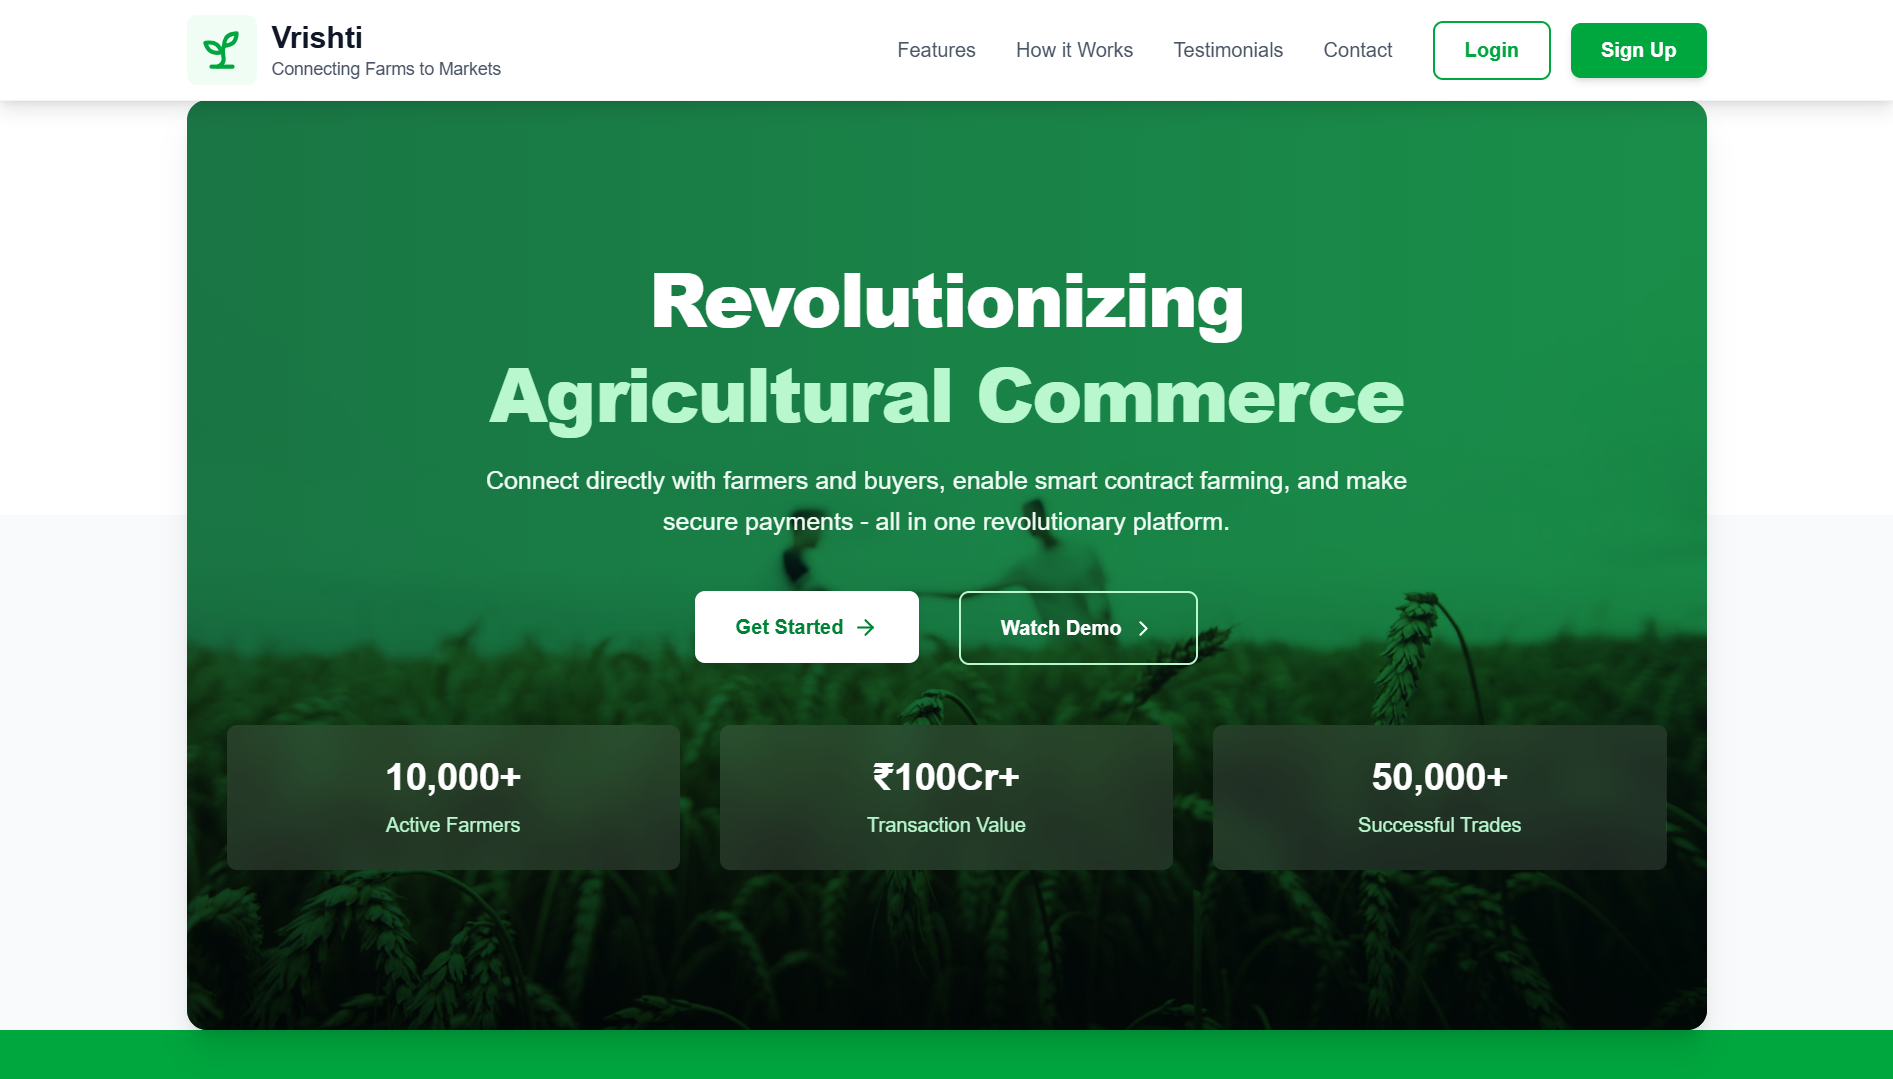 Vrishti
Connecting Farms to Markets
Features
How it Works
Testimonials
Contact
Login
Sign Up
Revolutionizing
Agricultural Commerce
Connect directly with farmers and buyers, enable smart contract farming, and make
secure payments - all in one revolutionary platform.
Get Started
Watch Demo
10,000+
Active Farmers
₹100Cr+
Transaction Value
50,000+
Successful Trades